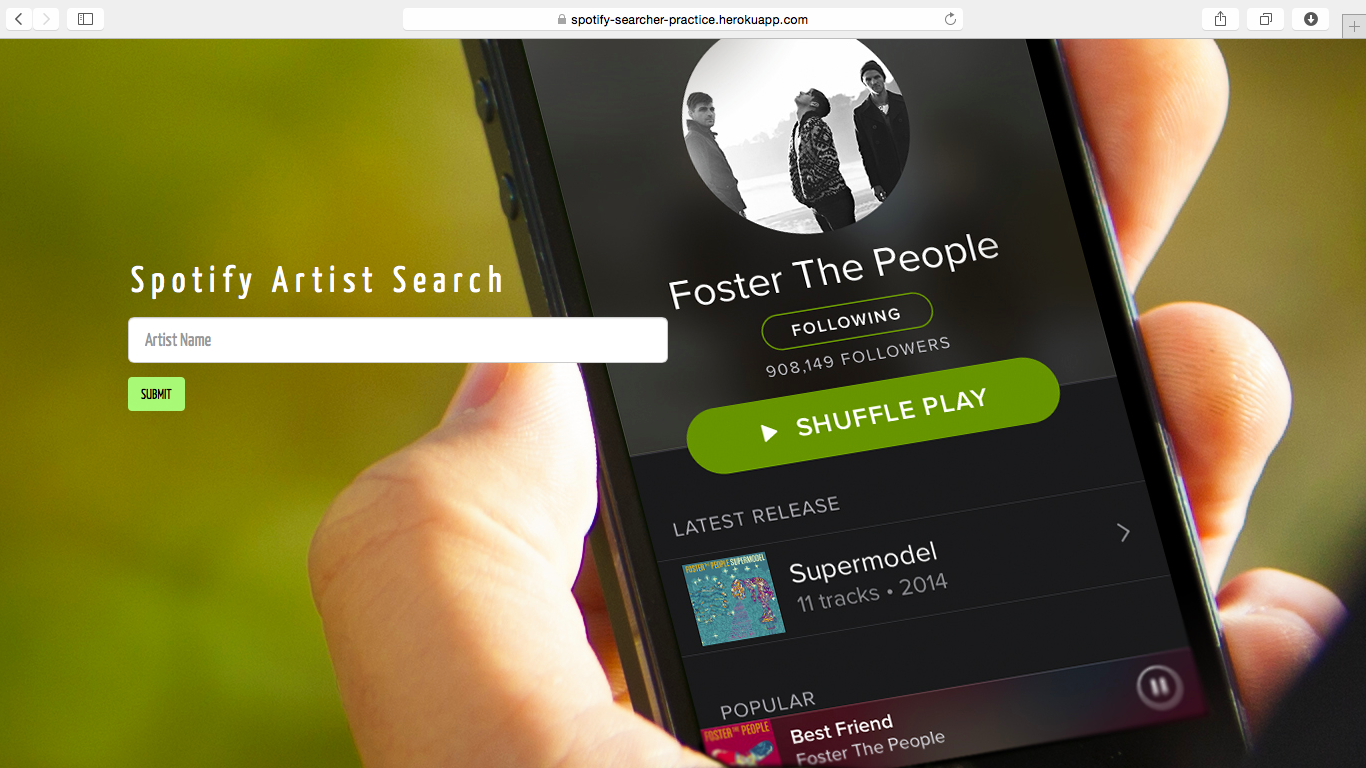 spotify-searcher-practice.herokuapp.com
Spotify Artist Search
Artist Name
SUBMIT
Foster The People
FOLLOWING
908,149 FOLLOWERS
SHUFFLE PLAY
LATEST RELEASE
FOSTER THE PEOPLE SUPERMODEL
Supermodel
11 tracks • 2014
POPULAR
FOSTER THE PEOPLE
Best Friend
Foster The People